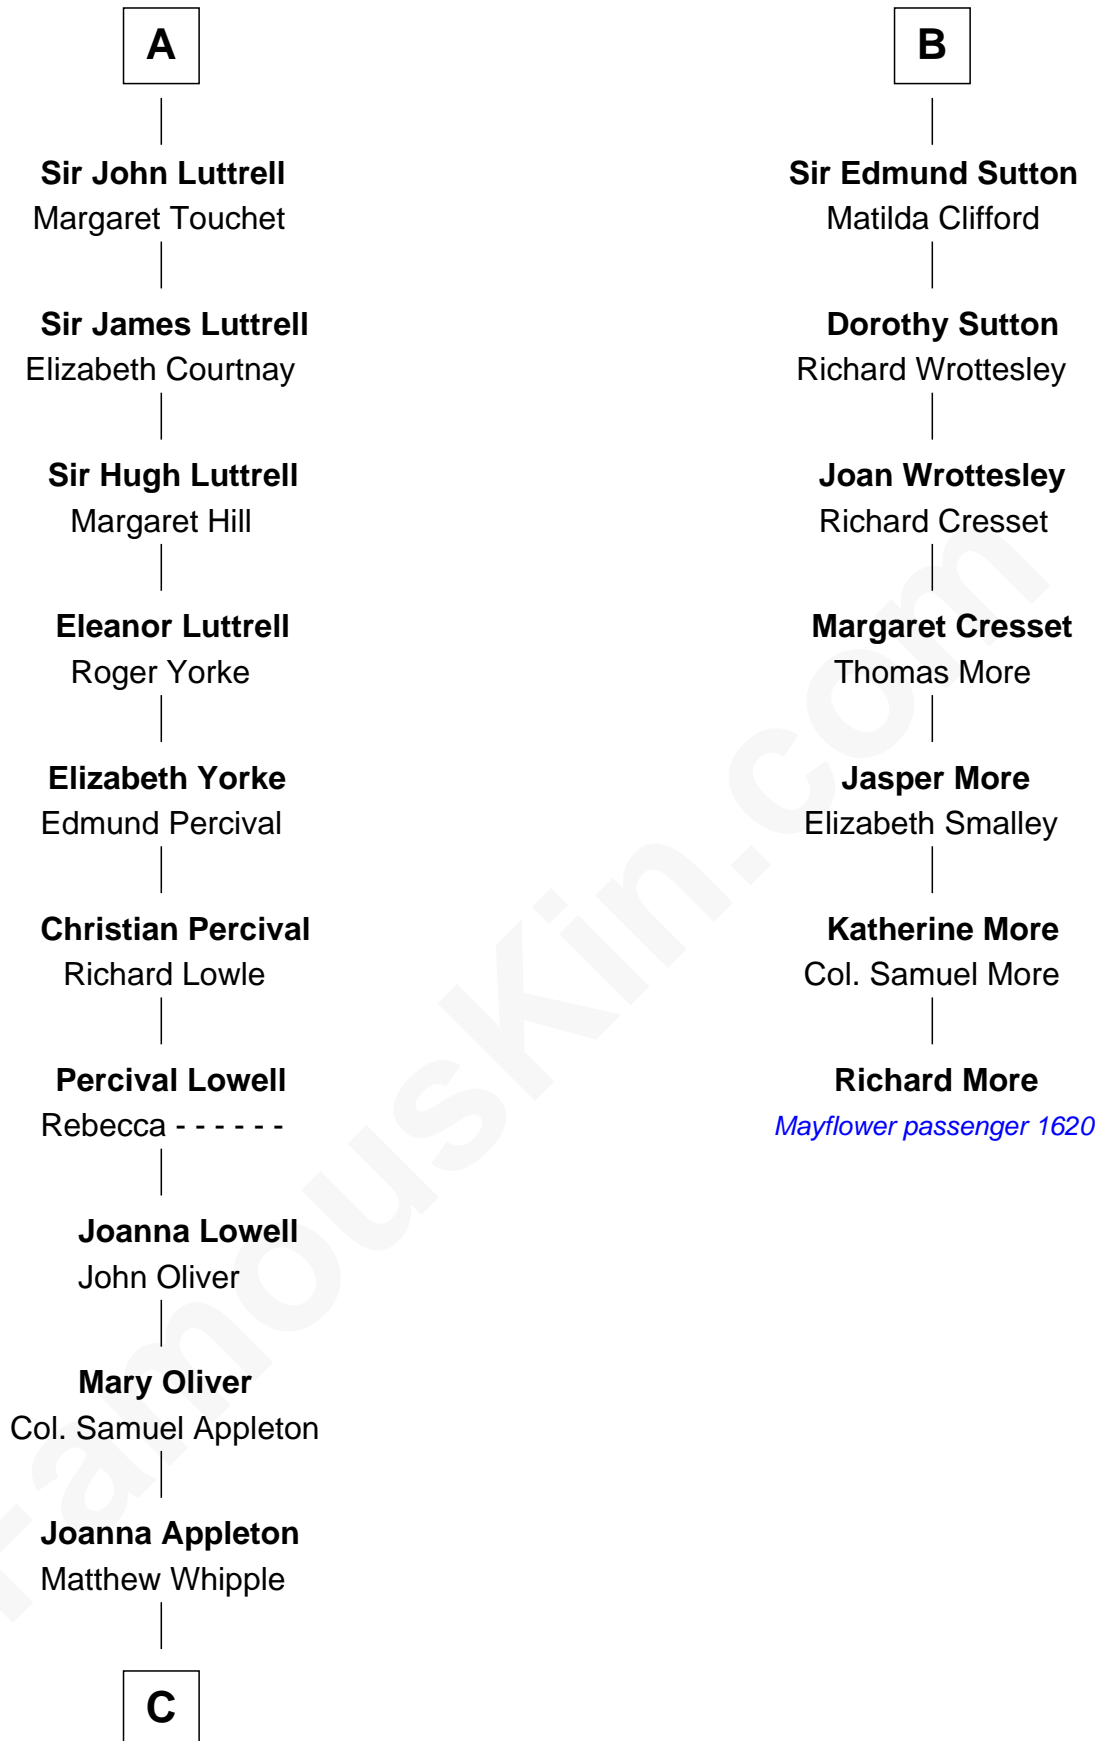 A
Sir John Luttrell
Margaret Touchet
Sir James Luttrell
Elizabeth Courtnay
Sir Hugh Luttrell
Margaret Hill
Eleanor Luttrell
Roger Yorke
Elizabeth Yorke
Edmund Percival
Christian Percival
Richard Lowle
Percival Lowell
Rebecca - - - - - -
Joanna Lowell
John Oliver
Mary Oliver
Col. Samuel Appleton
Joanna Appleton
Matthew Whipple
C
B
Sir Edmund Sutton
Matilda Clifford
Dorothy Sutton
Richard Wrottesley
Joan Wrottesley
Richard Cresset
Margaret Cresset
Thomas More
Jasper More
Elizabeth Smalley
Katherine More
Col. Samuel More
Richard More
Mayflower passenger 1620
FamousKin.com